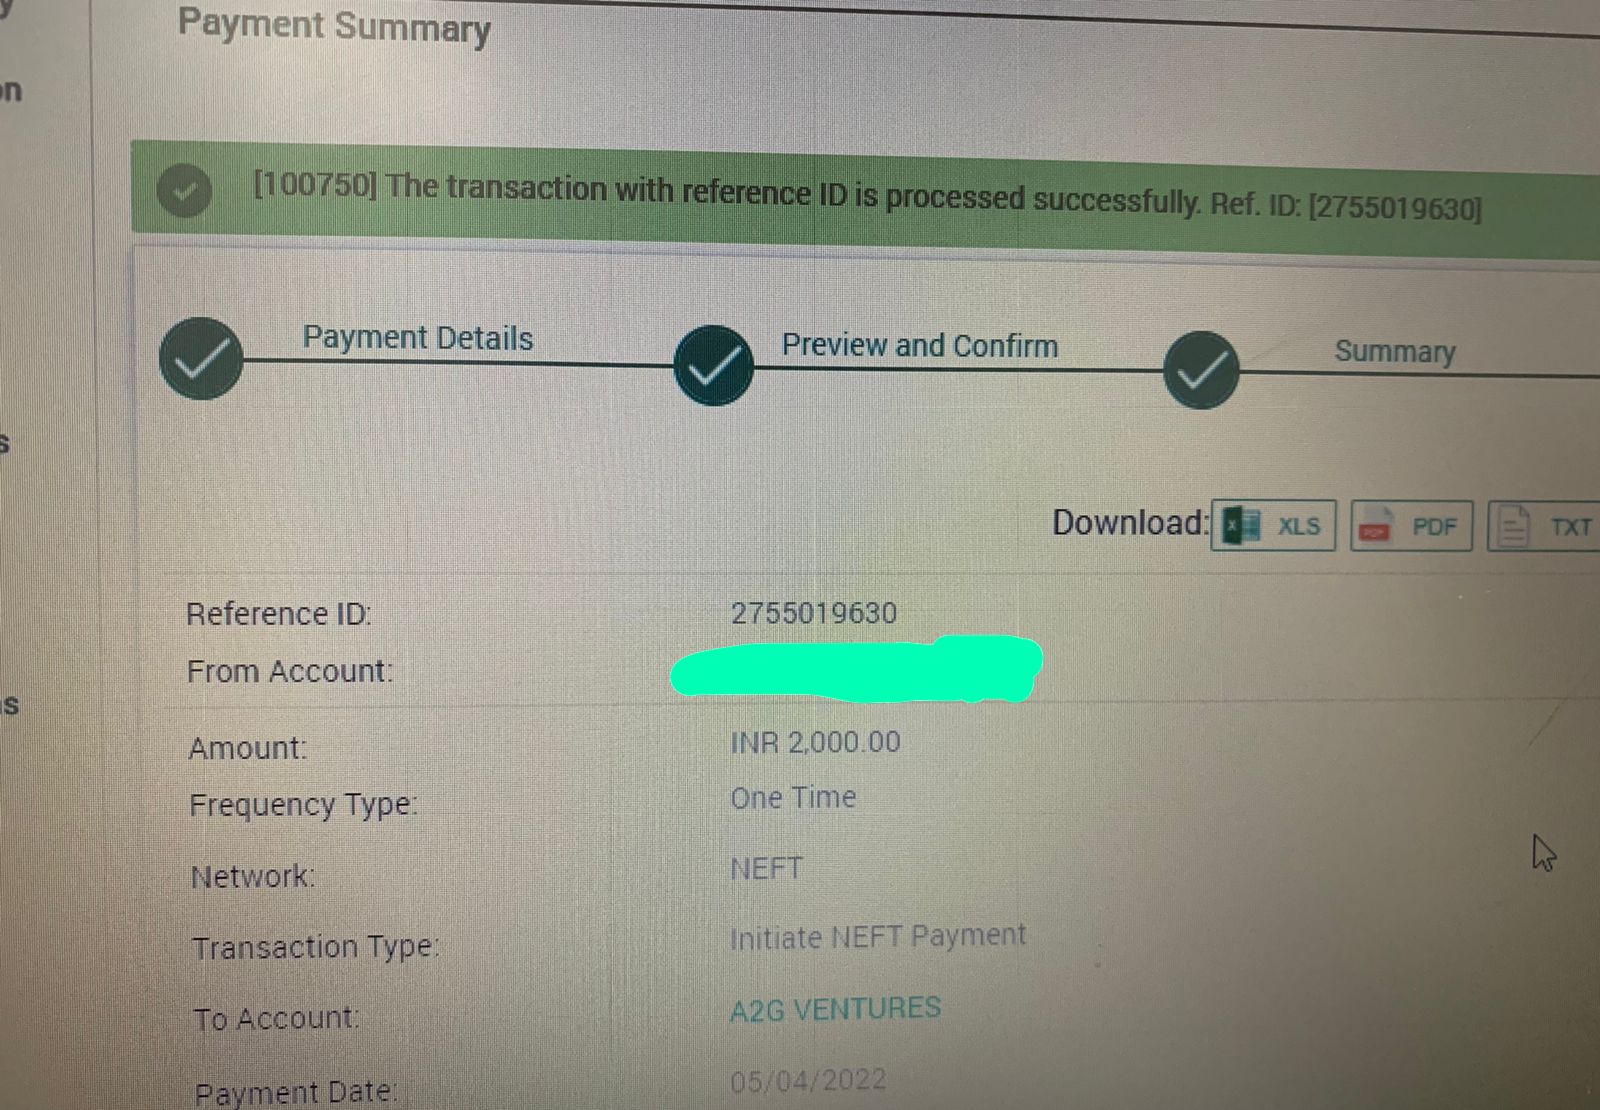 Payment Summary
on
[100750] The transaction with reference ID is processed successfully. Ref. ID: [2755019630]
Payment Details
Preview and Confirm
Summary
s
Download: XLS PDF TXT
Reference ID: 2755019630
From Account:
s
Amount: INR 2,000.00
Frequency Type: One Time
Network: NEFT
Transaction Type: Initiate NEFT Payment
To Account: A2G VENTURES
Payment Date: 05/04/2022